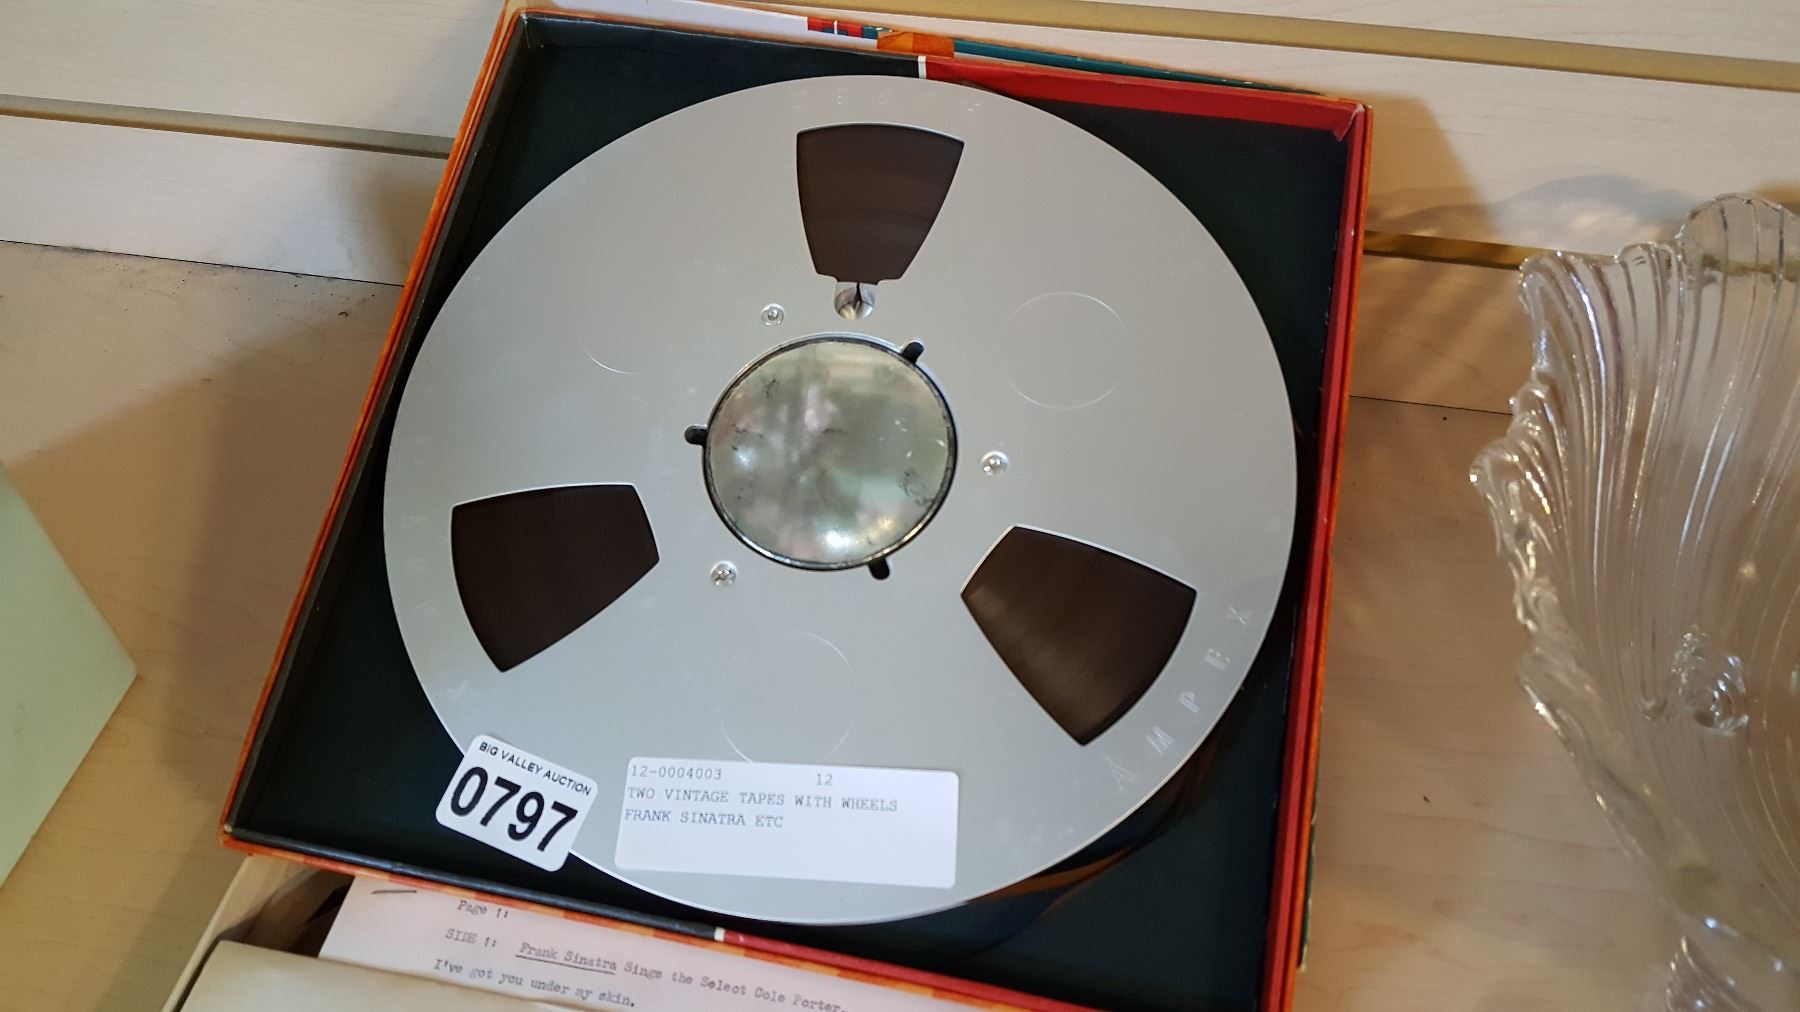 AMPEX
BIG VALLEY AUCTION
0797
12-0004003 12
TWO VINTAGE TAPES WITH WHEELS
FRANK SINATRA ETC
Page 1:
SIDE 1: Frank Sinatra Sings the Select Cole Porter
I've got you under my skin.